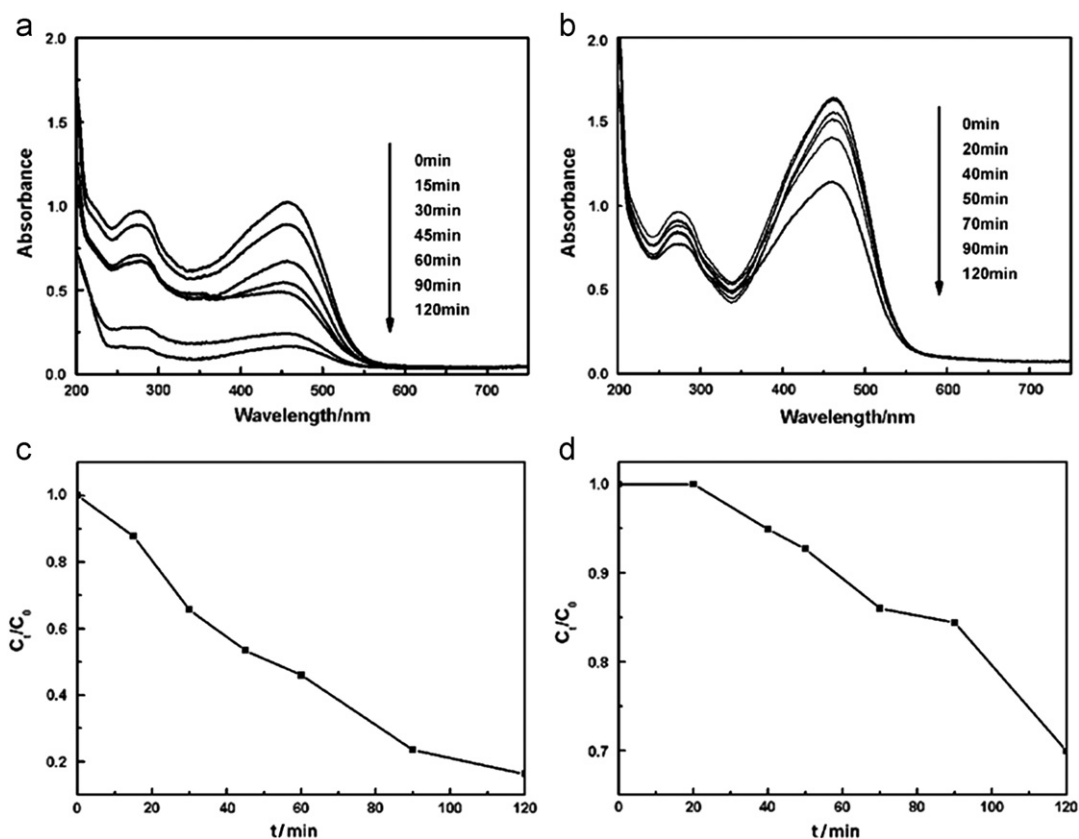 a
2.0
1.5
1.0
0.5
0.0
Absorbance
0min
15min
30min
45min
60min
90min
120min
200 300 400 500 600 700
Wavelength/nm
b
2.0
1.5
1.0
0.5
0.0
Absorbance
0min
20min
40min
50min
70min
90min
120min
200 300 400 500 600 700
Wavelength/nm
c
1.0
0.8
0.6
0.4
0.2
Ct/C0
0 20 40 60 80 100 120
t/min
d
1.0
0.9
0.8
0.7
Ct/C0
0 20 40 60 80 100 120
t/min